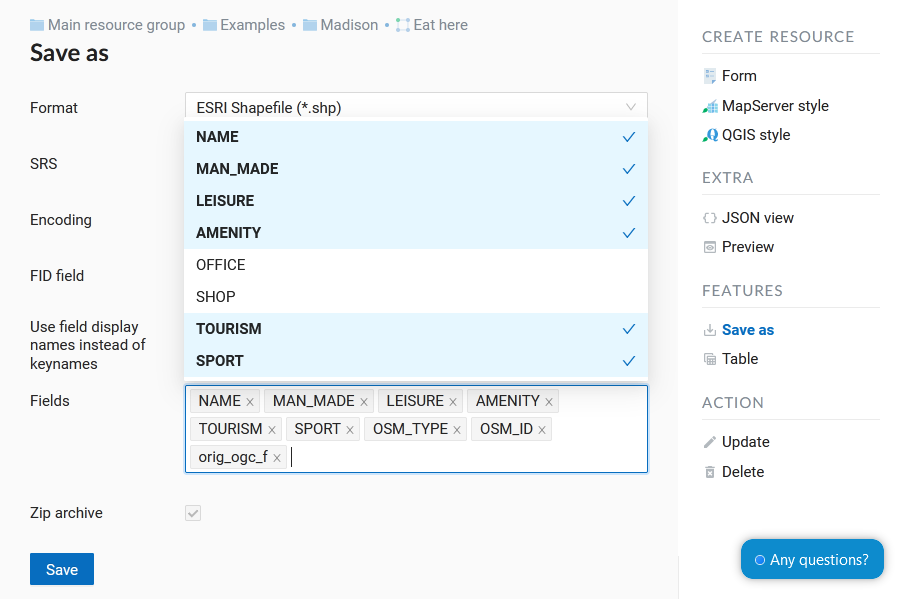 Main resource group • Examples • Madison • Eat here
Save as
Format
ESRI Shapefile (*.shp)
SRS
Encoding
FID field
Use field display
names instead of
keynames
NAME
MAN_MADE
LEISURE
AMENITY
OFFICE
SHOP
TOURISM
SPORT
Fields
NAME × MAN_MADE × LEISURE × AMENITY ×
TOURISM × SPORT × OSM_TYPE × OSM_ID ×
orig_ogc_f ×
Zip archive
Save
CREATE RESOURCE
Form
MapServer style
QGIS style
EXTRA
JSON view
Preview
FEATURES
Save as
Table
ACTION
Update
Delete
Any questions?